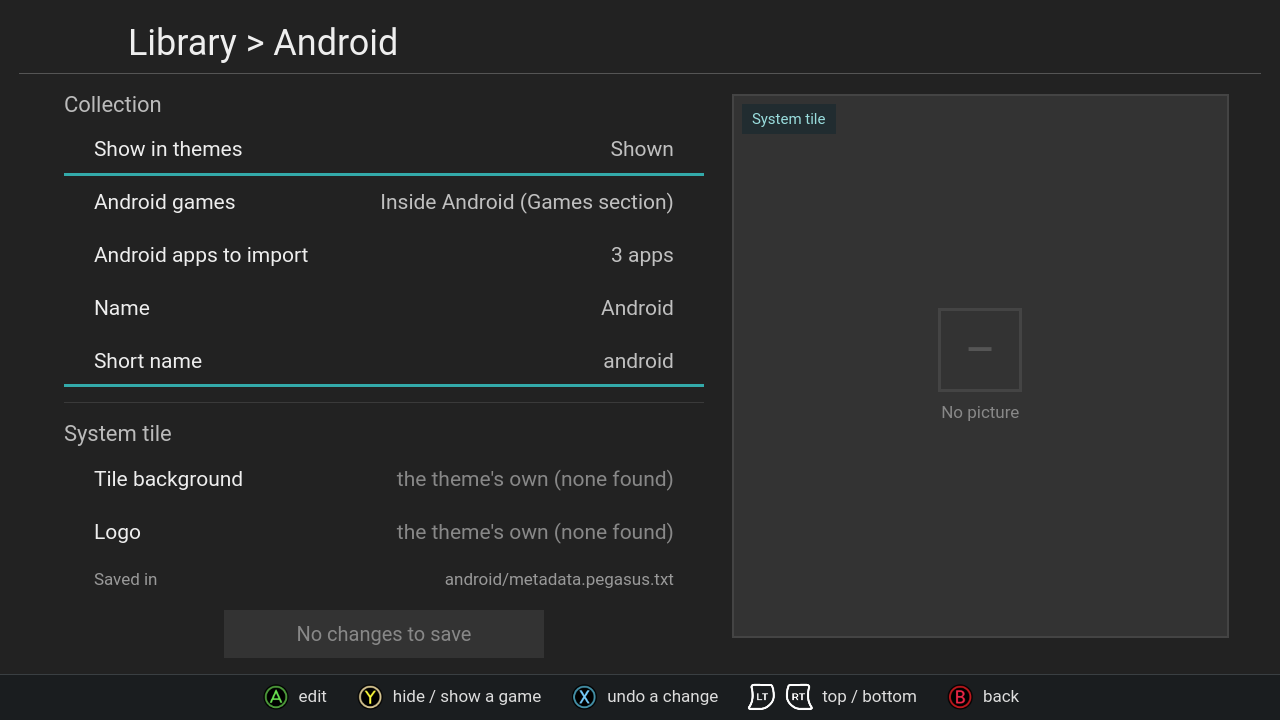 Library > Android
Collection
Show in themes Shown
Android games Inside Android (Games section)
Android apps to import 3 apps
Name Android
Short name android
System tile
Tile background the theme's own (none found)
Logo the theme's own (none found)
Saved in android/metadata.pegasus.txt
No changes to save
System tile
No picture
A edit Y hide / show a game X undo a change LT RT top / bottom B back